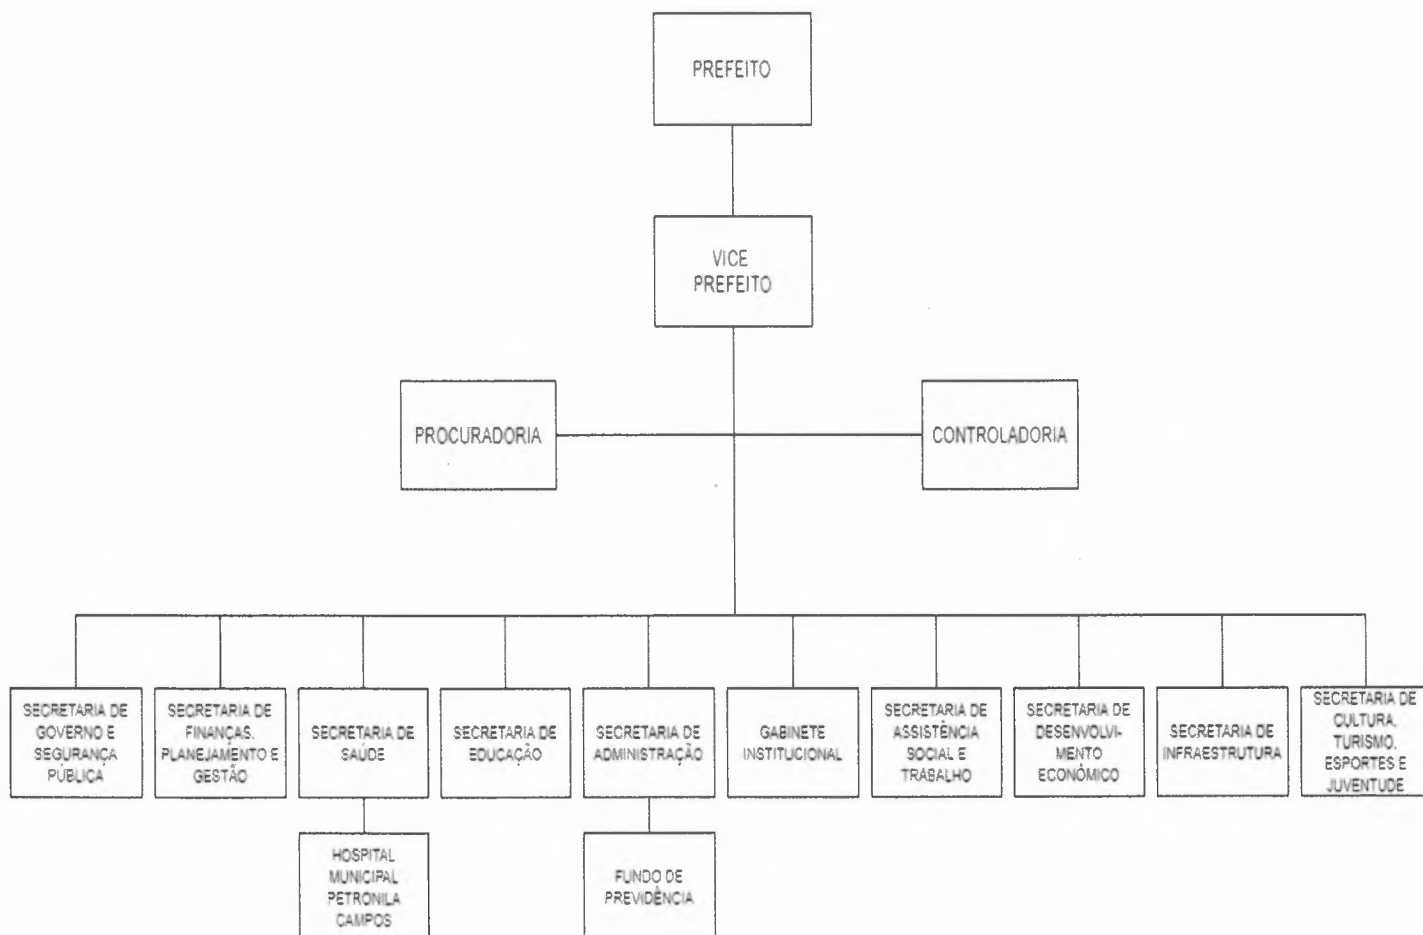 PREFEITO
VICE
PREFEITO
PROCURADORIA
CONTROLADORIA
SECRETARIA DE
GOVERNO E
SEGURANÇA
PÚBLICA
SECRETARIA DE
FINANÇAS,
PLANEJAMENTO E
GESTÃO
SECRETARIA DE
SAÚDE
SECRETARIA DE
EDUCAÇÃO
SECRETARIA DE
ADMINISTRAÇÃO
GABINETE
INSTITUCIONAL
SECRETARIA DE
ASSISTÊNCIA
SOCIAL E
TRABALHO
SECRETARIA DE
DESENVOLVI-
MENTO
ECONÔMICO
SECRETARIA DE
INFRAESTRUTURA
SECRETARIA DE
CULTURA,
TURISMO,
ESPORTES E
JUVENTUDE
HOSPITAL
MUNICIPAL
PETRONILA
CAMPOS
FUNDO DE
PREVIDÊNCIA